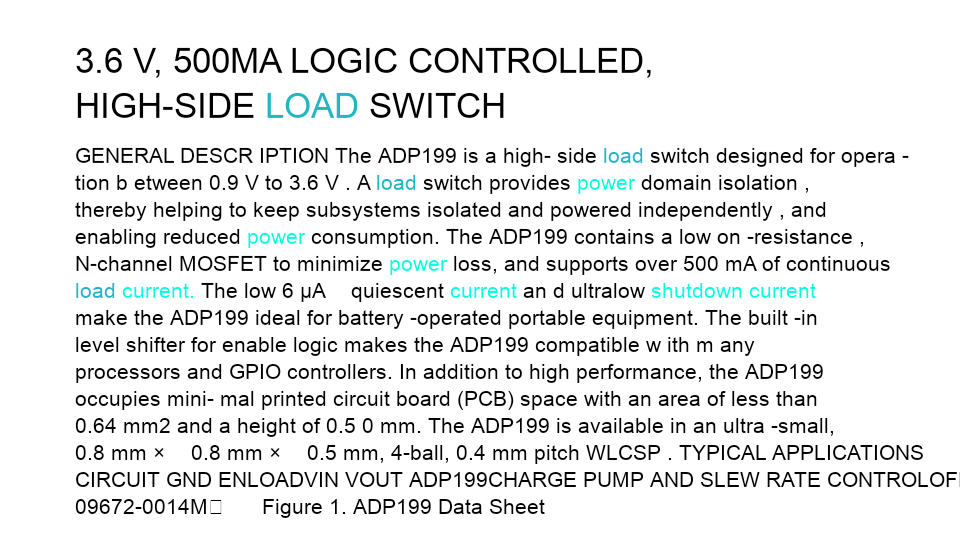 3.6 V, 500MA LOGIC CONTROLLED,
HIGH-SIDE LOAD SWITCH
GENERAL DESCR IPTION The ADP199 is a high- side load switch designed for opera -
tion b etween 0.9 V to 3.6 V . A load switch provides power domain isolation ,
thereby helping to keep subsystems isolated and powered independently , and
enabling reduced power consumption. The ADP199 contains a low on -resistance ,
N-channel MOSFET to minimize power loss, and supports over 500 mA of continuous
load current. The low 6 μA quiescent current an d ultralow shutdown current
make the ADP199 ideal for battery -operated portable equipment. The built -in
level shifter for enable logic makes the ADP199 compatible w ith m any
processors and GPIO controllers. In addition to high performance, the ADP199
occupies mini- mal printed circuit board (PCB) space with an area of less than
0.64 mm2 and a height of 0.5 0 mm. The ADP199 is available in an ultra -small,
0.8 mm × 0.8 mm × 0.5 mm, 4-ball, 0.4 mm pitch WLCSP . TYPICAL APPLICATIONS
CIRCUIT GND ENLOADVIN VOUT ADP199CHARGE PUMP AND SLEW RATE
09672-0014M Figure 1. ADP199 Data Sheet